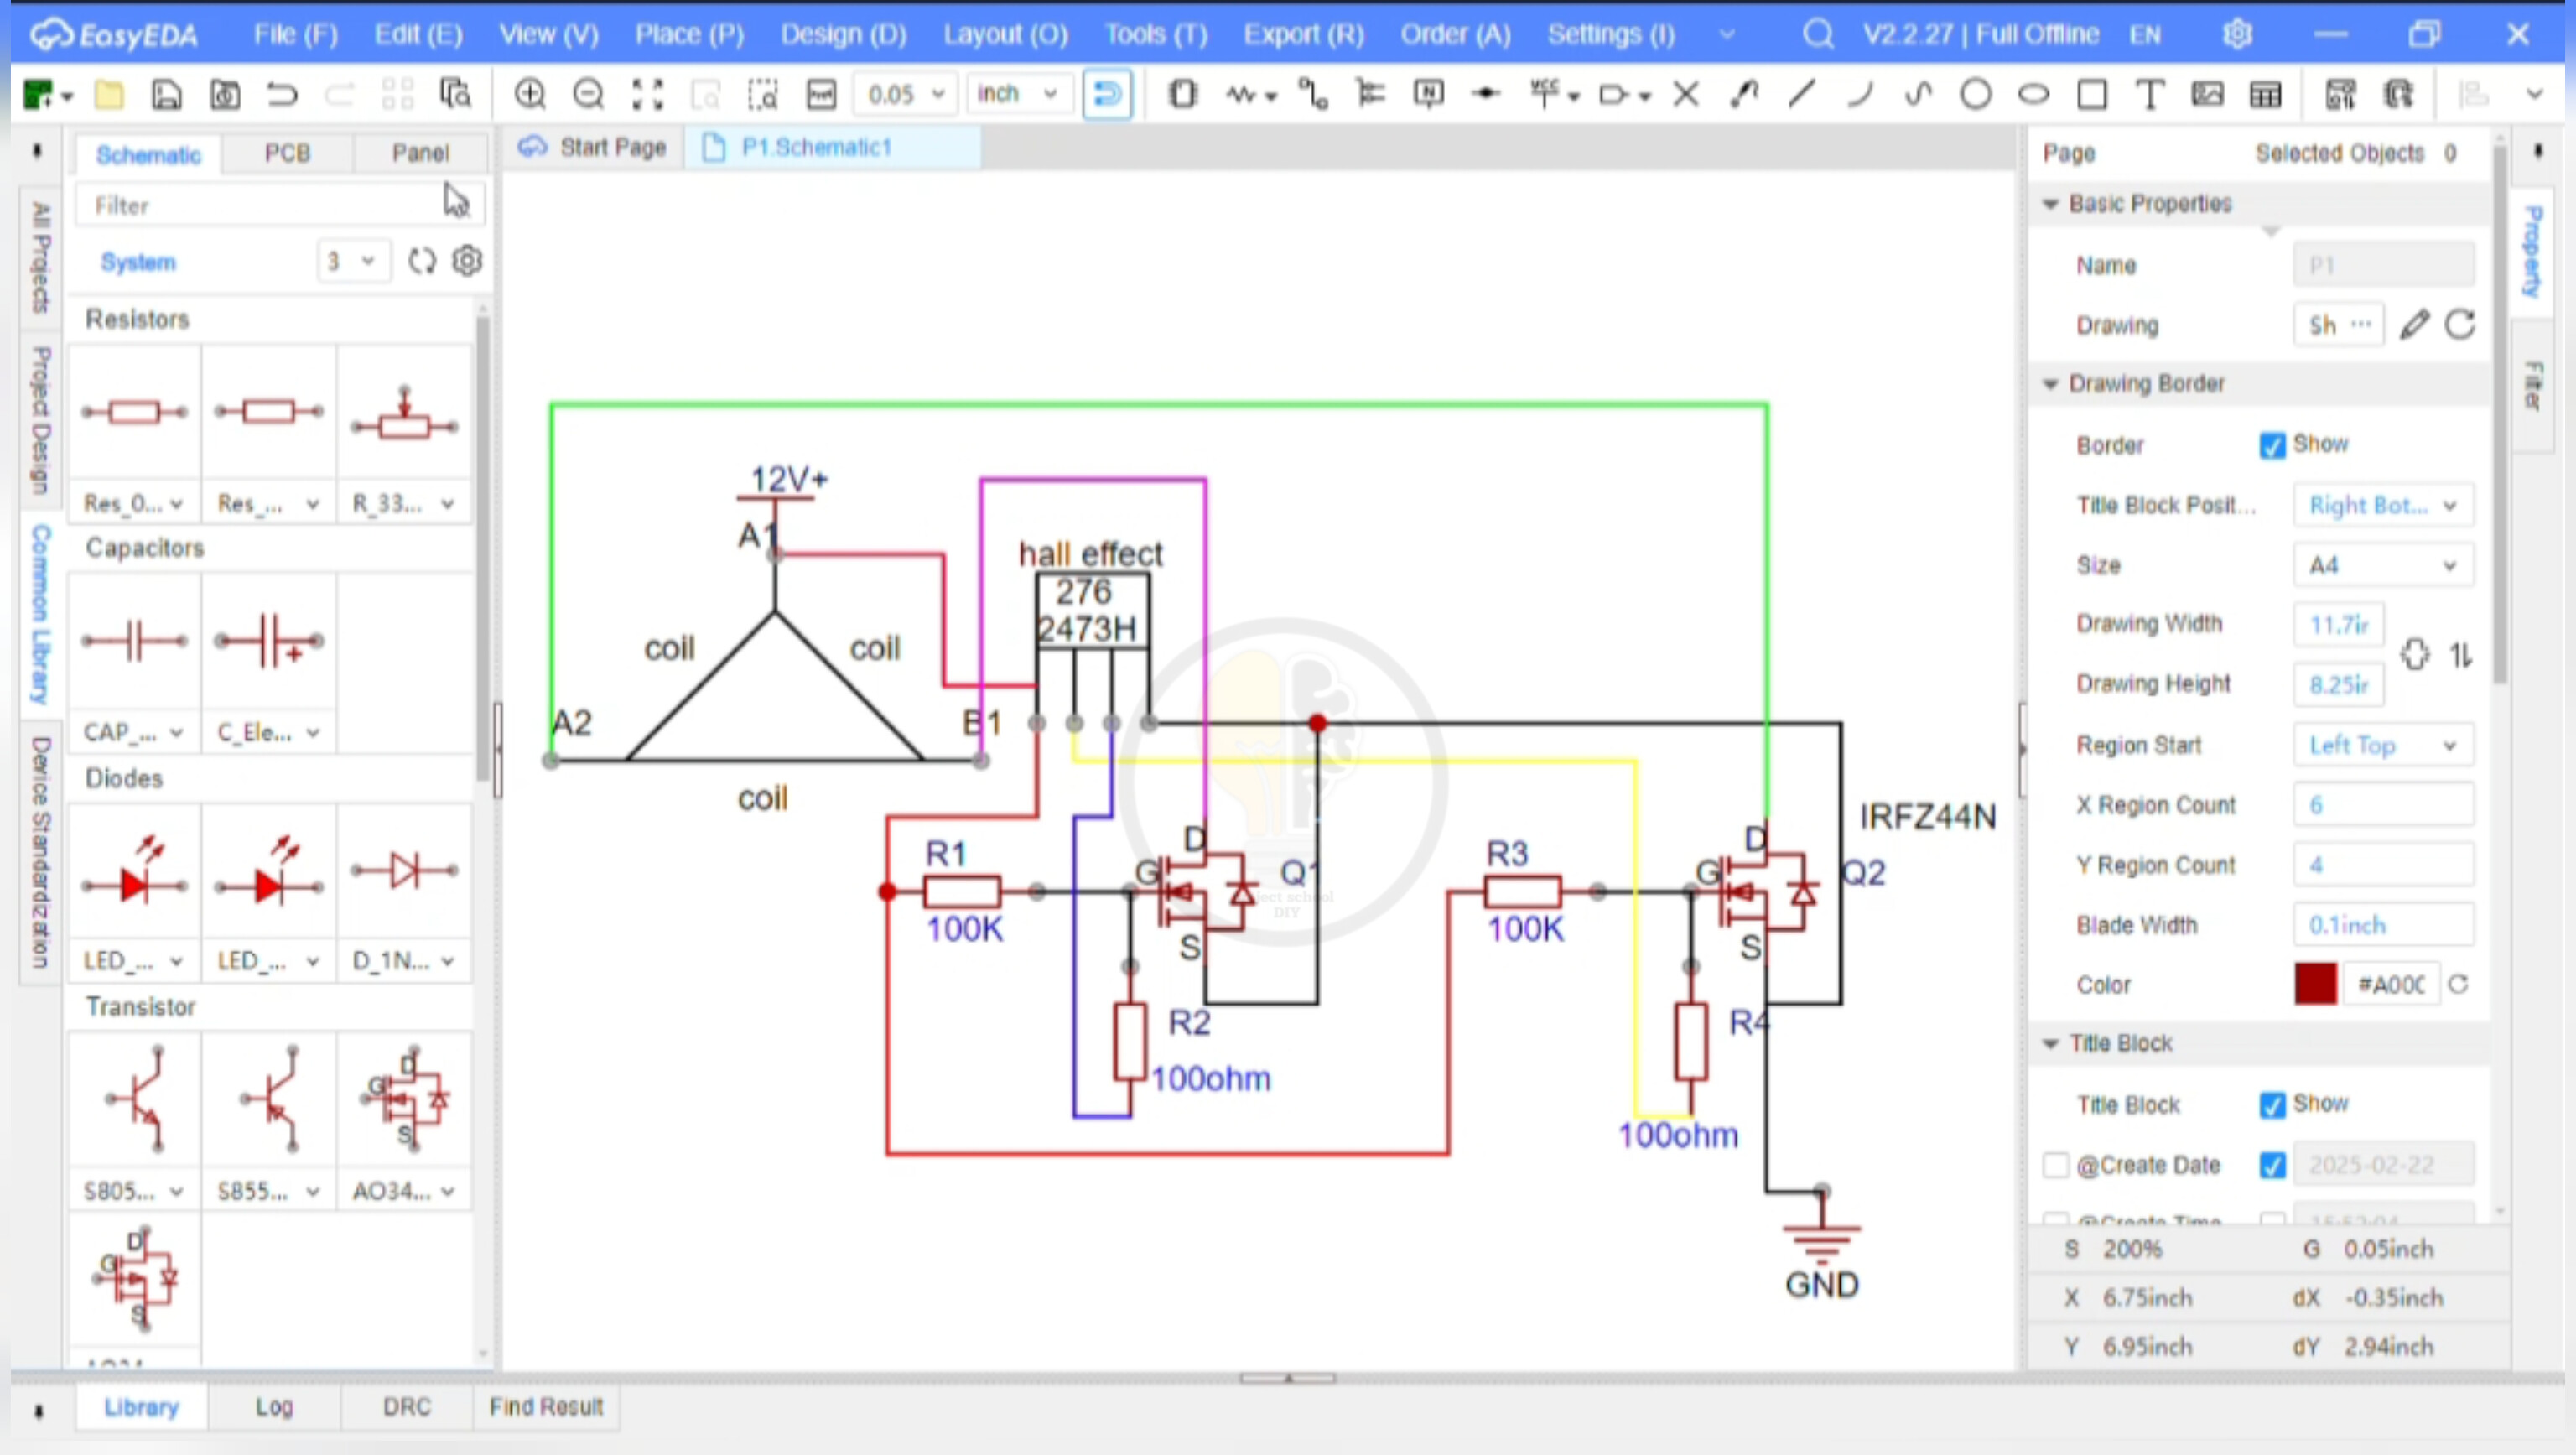 EasyEDA File (F) Edit (E) View (V) Place (P) Design (D) Layout (O) Tools (T) Export (R) Order (A) Settings (I) V2.2.27 | Full Offline EN
0.05 inch N VCC
Schematic PCB Panel
Filter
System 3
All Projects
Project Design
Common Library
Device Standardization
Resistors
Res_0... Res_... R_33...
Capacitors
CAP_... C_Ele...
Diodes
LED_... LED_... D_1N...
Transistor
D
G
S
S805... S855... AO34...
D
G
S
Start Page P1.Schematic1
12V+
A1
hall effect
276
2473H
coil coil
A2 B1
coil
IRFZ44N
R1 D Q1 R3 D Q2
G G
100K S 100K S
DIY
R2 R4
100ohm
100ohm
GND
Page Selected Objects 0
Basic Properties
Name P1
Drawing Sh ...
Drawing Border
Border Show
Title Block Posit... Right Bot...
Size A4
Drawing Width 11.7ir
Drawing Height 8.25ir
Region Start Left Top
X Region Count 6
Y Region Count 4
Blade Width 0.1inch
Color #A00C
Title Block
Title Block Show
@Create Date 2025-02-22
@Create Time
S 200% G 0.05inch
X 6.75inch dX -0.35inch
Y 6.95inch dY 2.94inch
Property
Filter
Library Log DRC Find Result